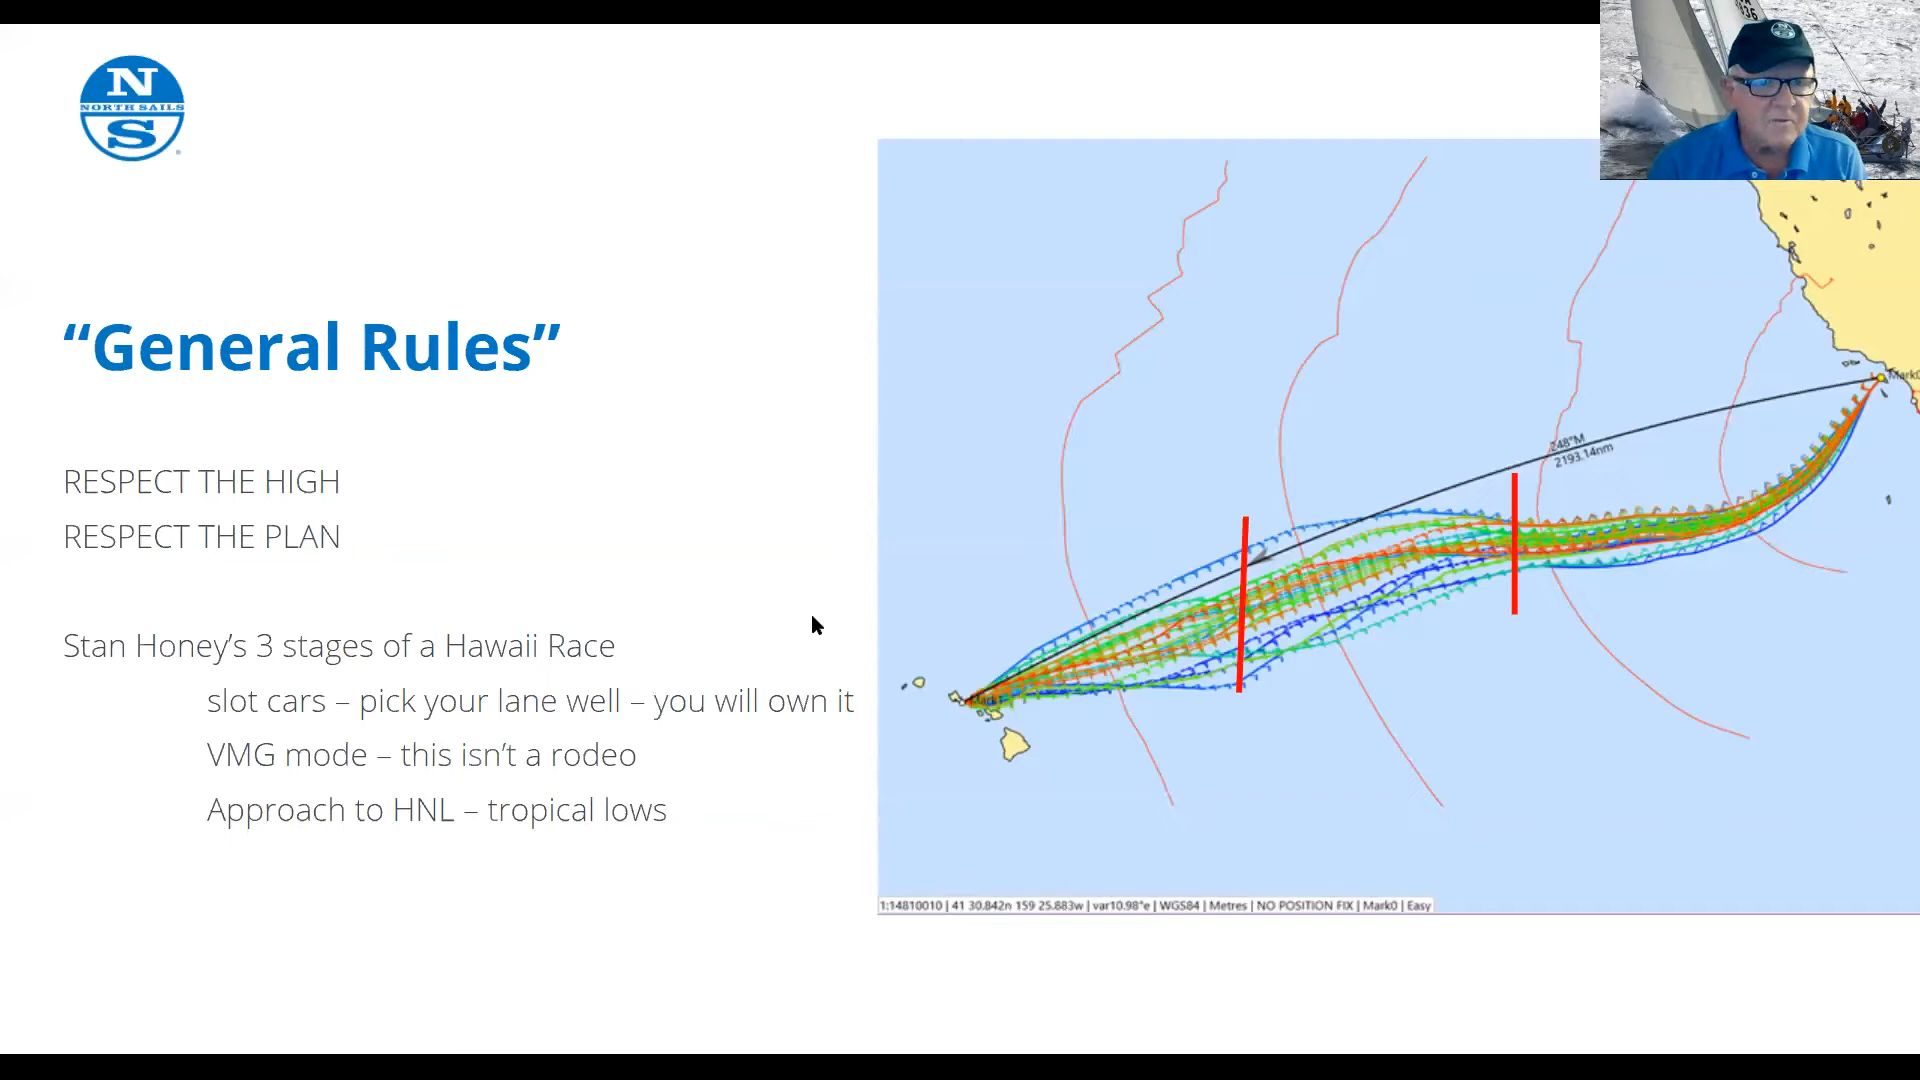 N
NORTH SAILS
S
“General Rules”
RESPECT THE HIGH
RESPECT THE PLAN
Stan Honey’s 3 stages of a Hawaii Race
slot cars – pick your lane well – you will own it
VMG mode – this isn’t a rodeo
Approach to HNL – tropical lows
248°M
2193.14nm
Mark0
1:14810010 | 41 30.842n 159 25.883w | var10.98°e | WGS84 | Metres | NO POSITION FIX | Mark0 | Easy